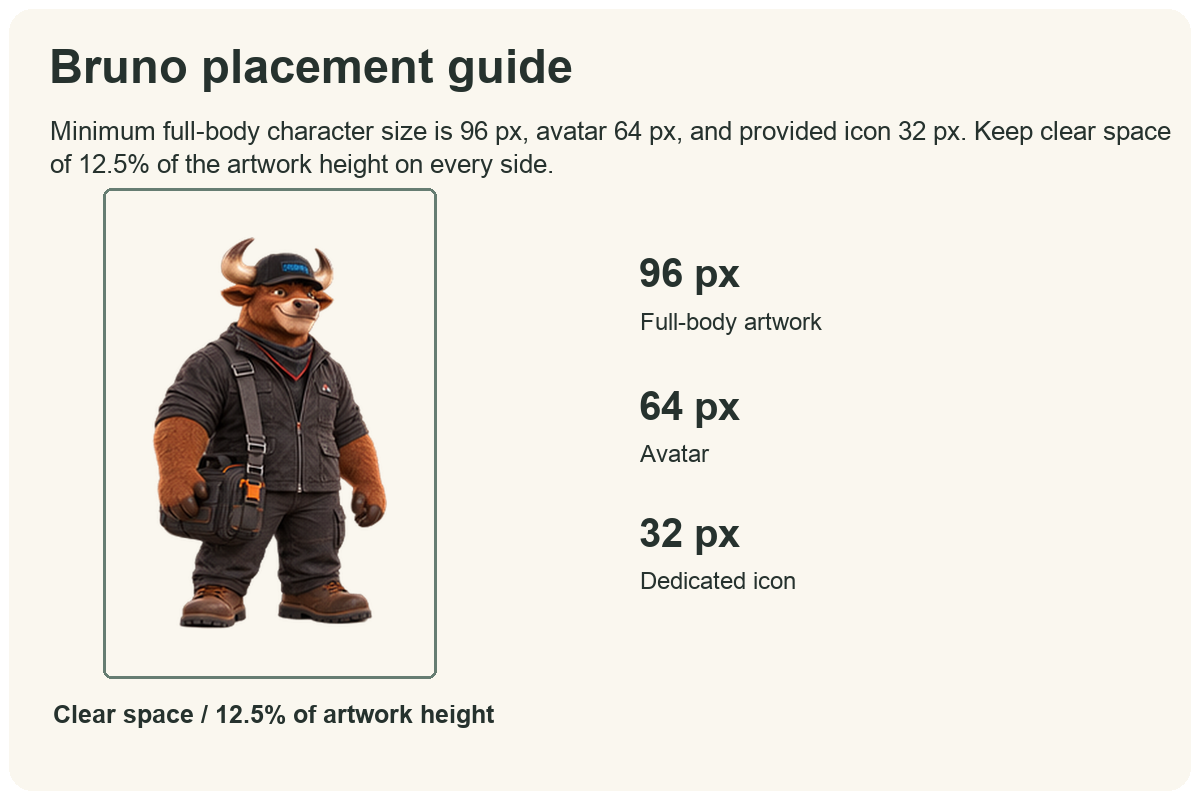 Bruno placement guide
Minimum full-body character size is 96 px, avatar 64 px, and provided icon 32 px. Keep clear space
of 12.5% of the artwork height on every side.
96 px
Full-body artwork
64 px
Avatar
32 px
Dedicated icon
Clear space / 12.5% of artwork height